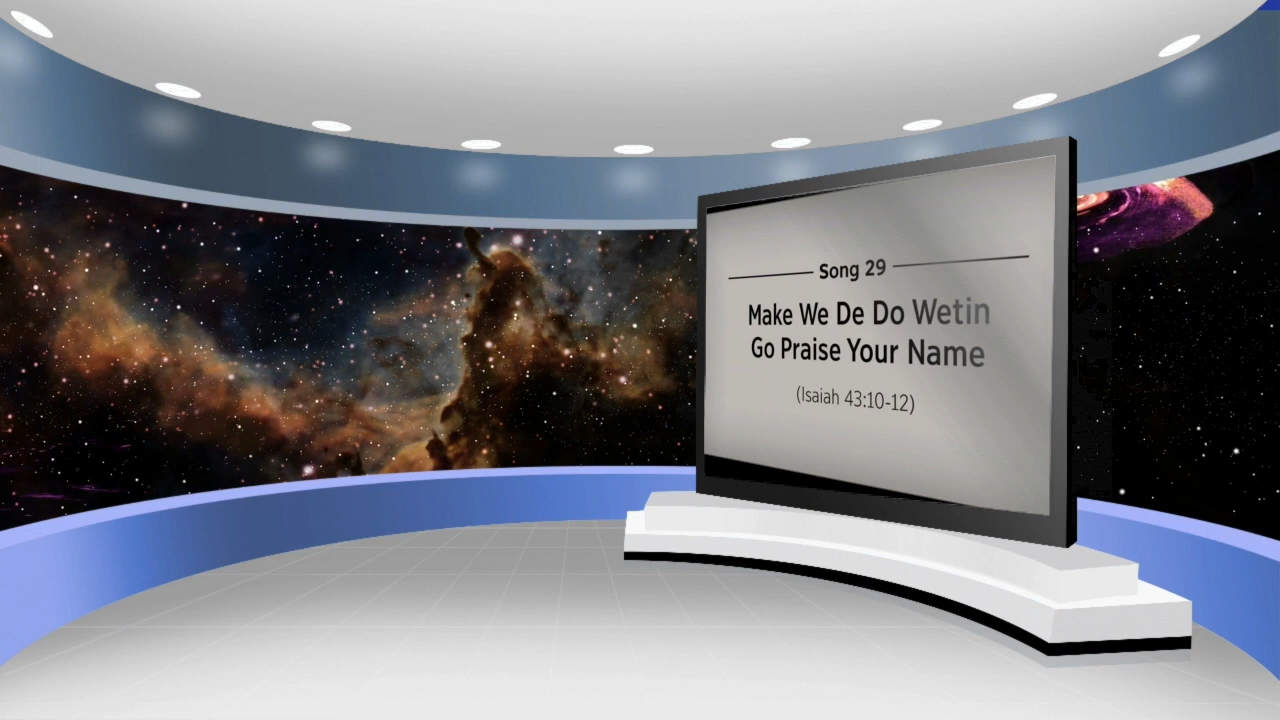 Song 29
Make We De Do Wetin
Go Praise Your Name
(Isaiah 43:10-12)